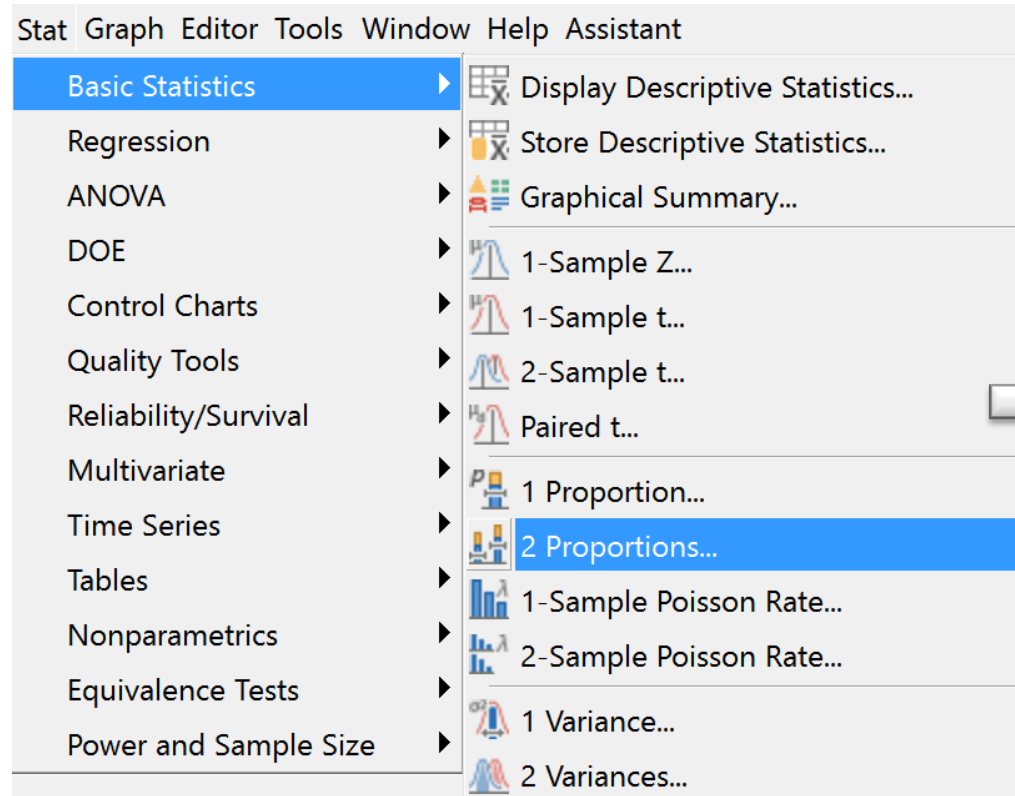 Stat Graph Editor Tools Window Help Assistant
Basic Statistics
Regression
ANOVA
DOE
Control Charts
Quality Tools
Reliability/Survival
Multivariate
Time Series
Tables
Nonparametrics
Equivalence Tests
Power and Sample Size
Display Descriptive Statistics...
Store Descriptive Statistics...
Graphical Summary...
1-Sample Z...
1-Sample t...
2-Sample t...
Paired t...
1 Proportion...
2 Proportions...
1-Sample Poisson Rate...
2-Sample Poisson Rate...
1 Variance...
2 Variances...